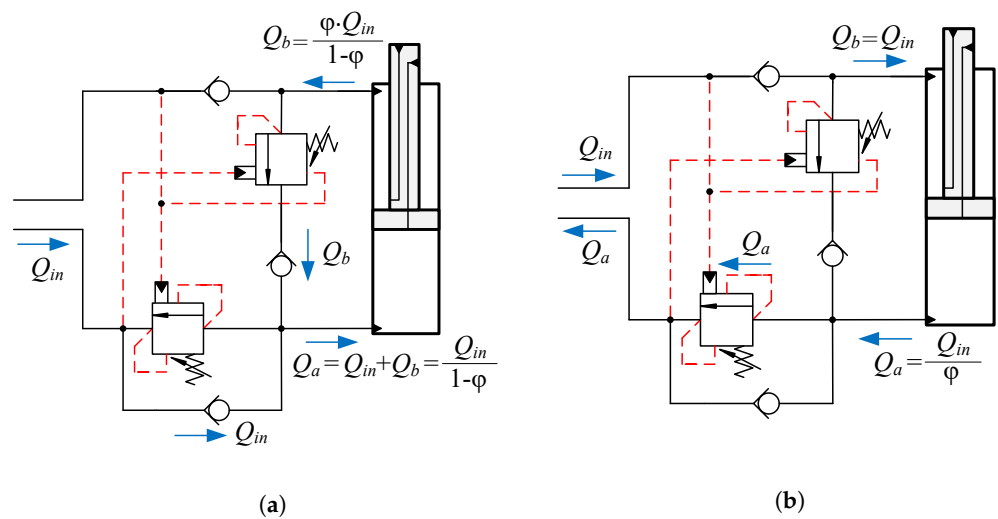 Q_b=φ·Q_in/1-φ
Q_in
Q_b
Q_a=Q_in+Q_b=Q_in/1-φ
Q_in
(a)
Q_b=Q_in
Q_in
Q_a
Q_a
Q_a=Q_in/φ
(b)